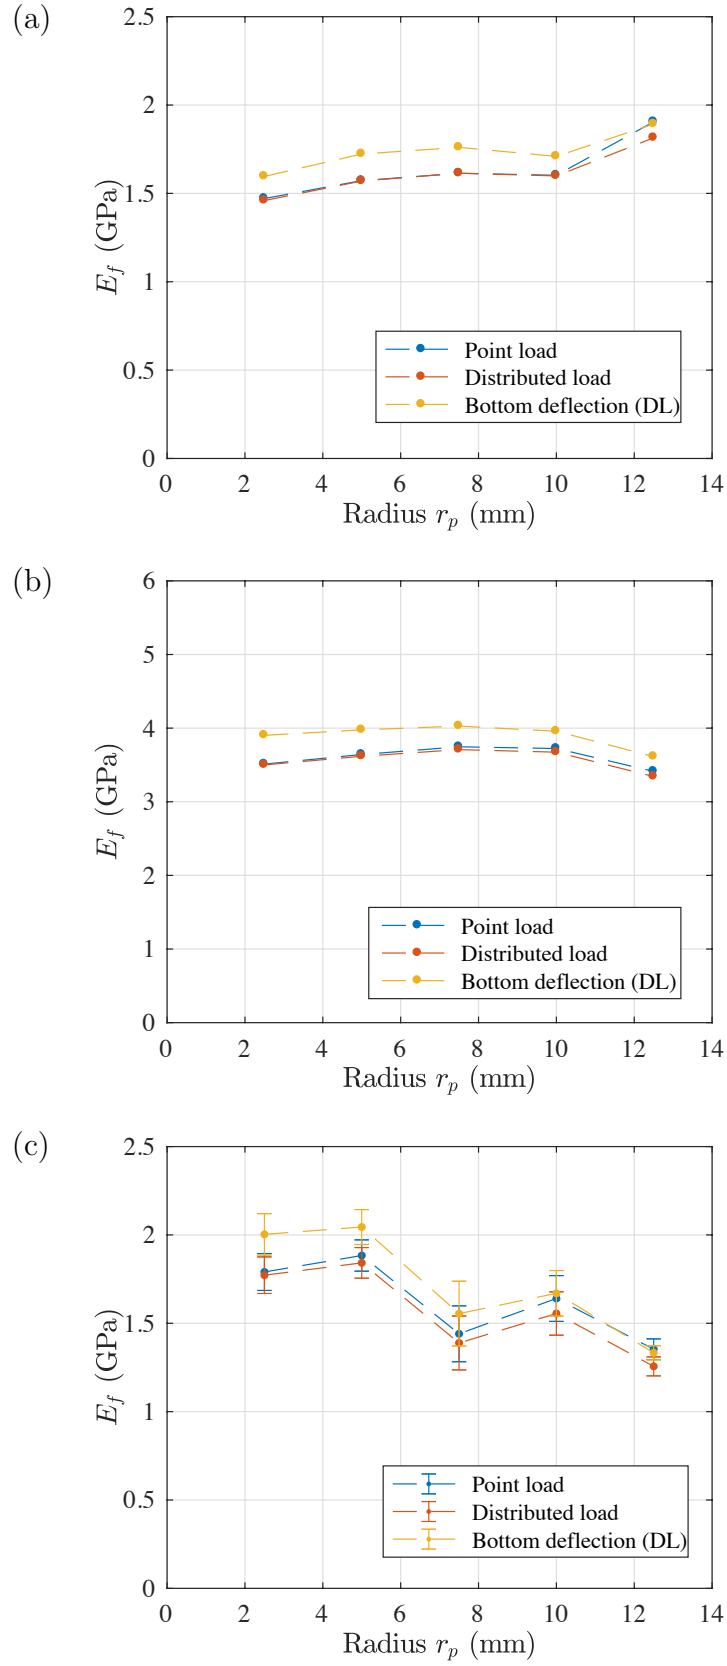 (a)
2.5
2
1.5
1
0.5
0
E_f (GPa)
Point load
Distributed load
Bottom deflection (DL)
0 2 4 6 8 10 12 14
Radius r_p (mm)
(b)
6
5
4
3
2
1
0
E_f (GPa)
Point load
Distributed load
Bottom deflection (DL)
0 2 4 6 8 10 12 14
Radius r_p (mm)
(c)
2.5
2
1.5
1
0.5
0
E_f (GPa)
Point load
Distributed load
Bottom deflection (DL)
0 2 4 6 8 10 12 14
Radius r_p (mm)